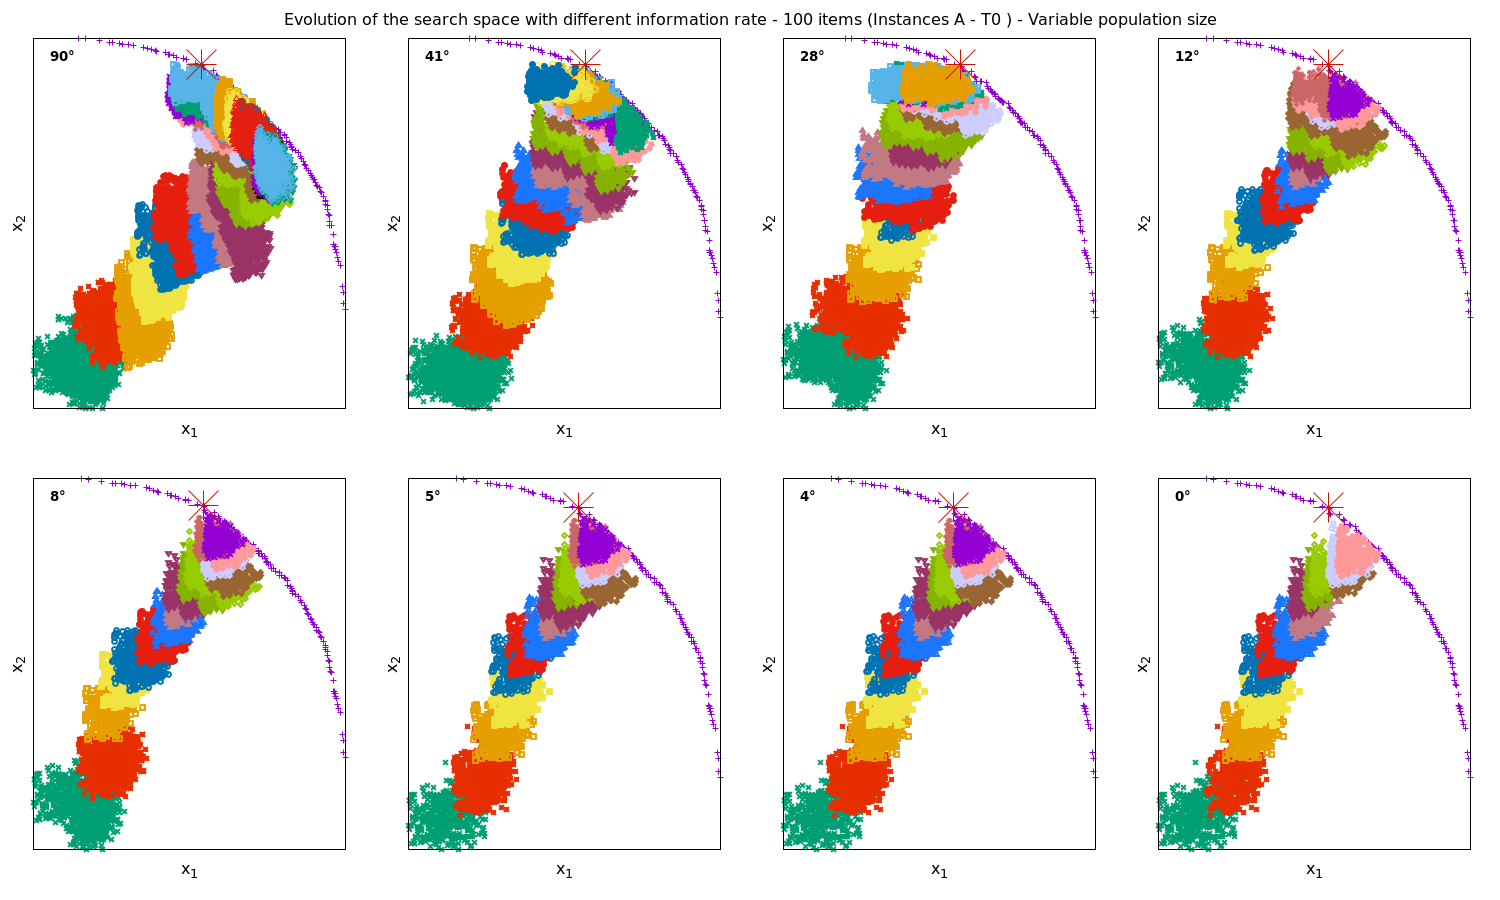 Evolution of the search space with different information rate - 100 items (Instances A - T0 ) - Variable population size
90° 41° 28° 12°
x2 x2 x2 x2
x1 x1 x1 x1
8° 5° 4° 0°
x2 x2 x2 x2
x1 x1 x1 x1